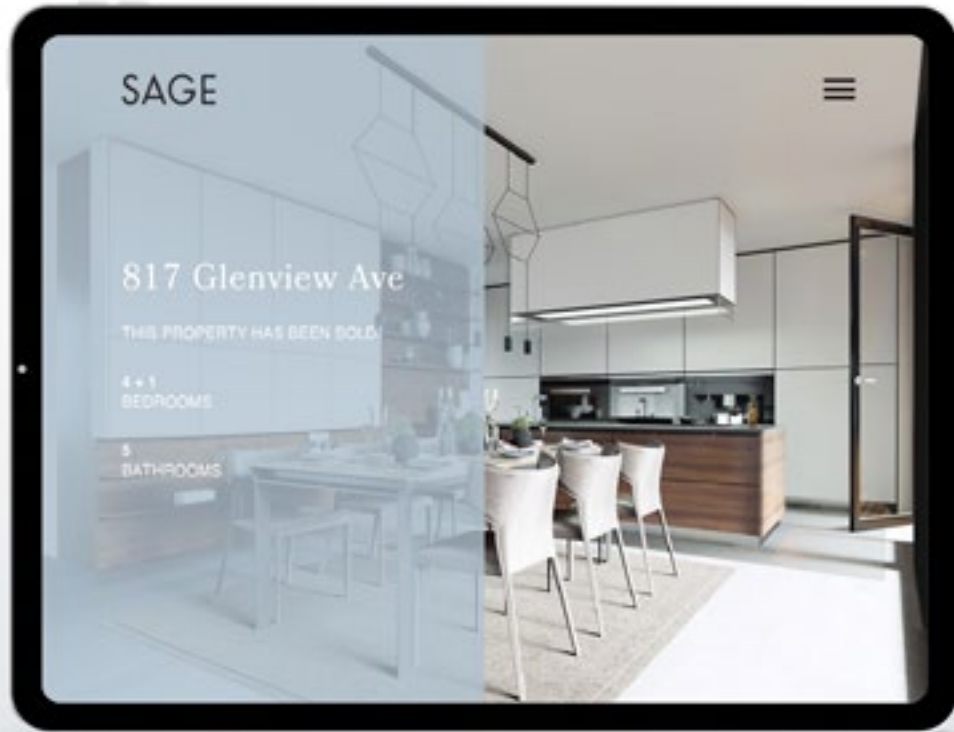 SAGE
817 Glenview Ave
THIS PROPERTY HAS BEEN SOLD.
4 + 1
BEDROOMS
5
BATHROOMS